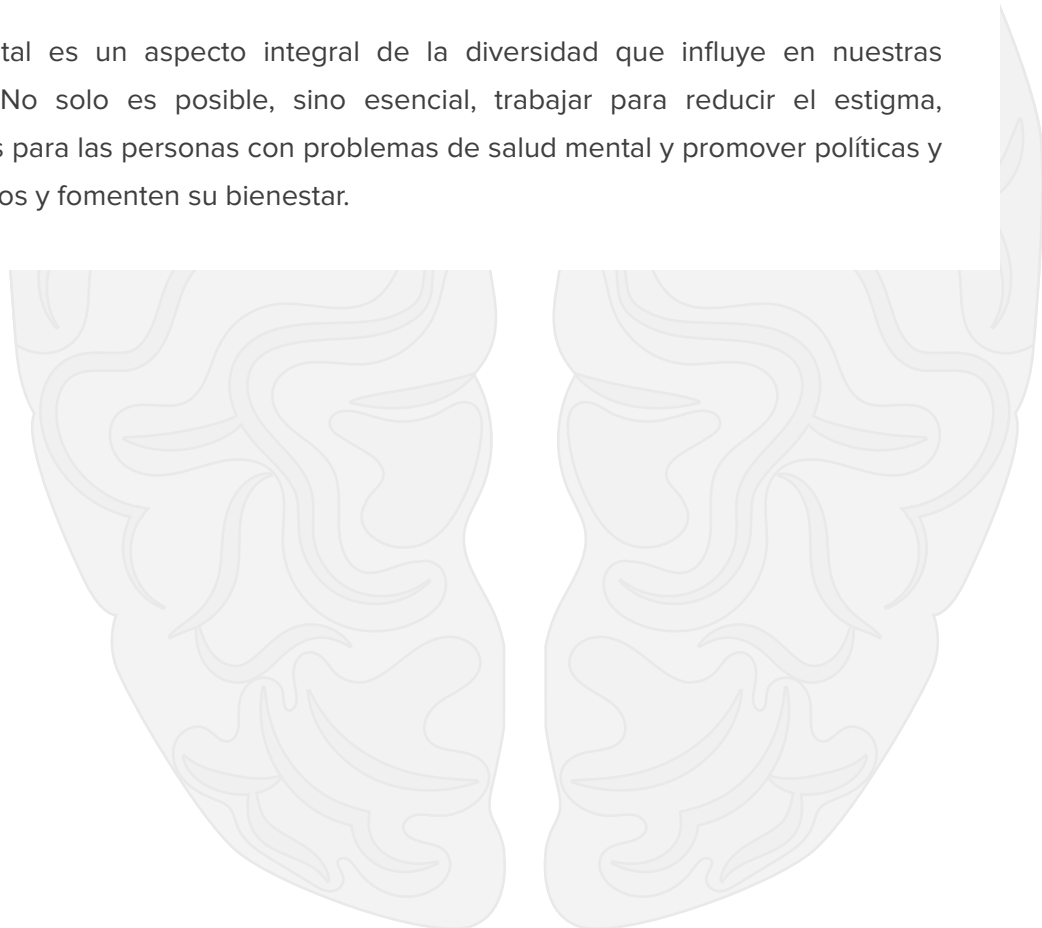 tal es un aspecto integral de la diversidad que influye en nuestras
No solo es posible, sino esencial, trabajar para reducir el estigma,
s para las personas con problemas de salud mental y promover políticas y
os y fomenten su bienestar.